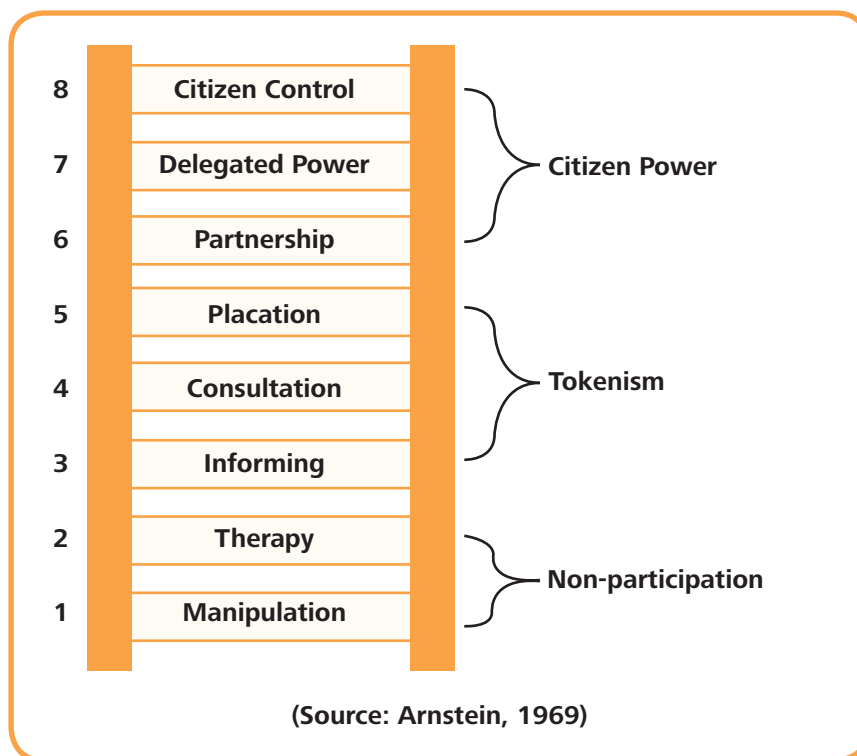 8 Citizen Control
7 Delegated Power Citizen Power
6 Partnership
5 Placation
4 Consultation Tokenism
3 Informing
2 Therapy
Non-participation
1 Manipulation
(Source: Arnstein, 1969)